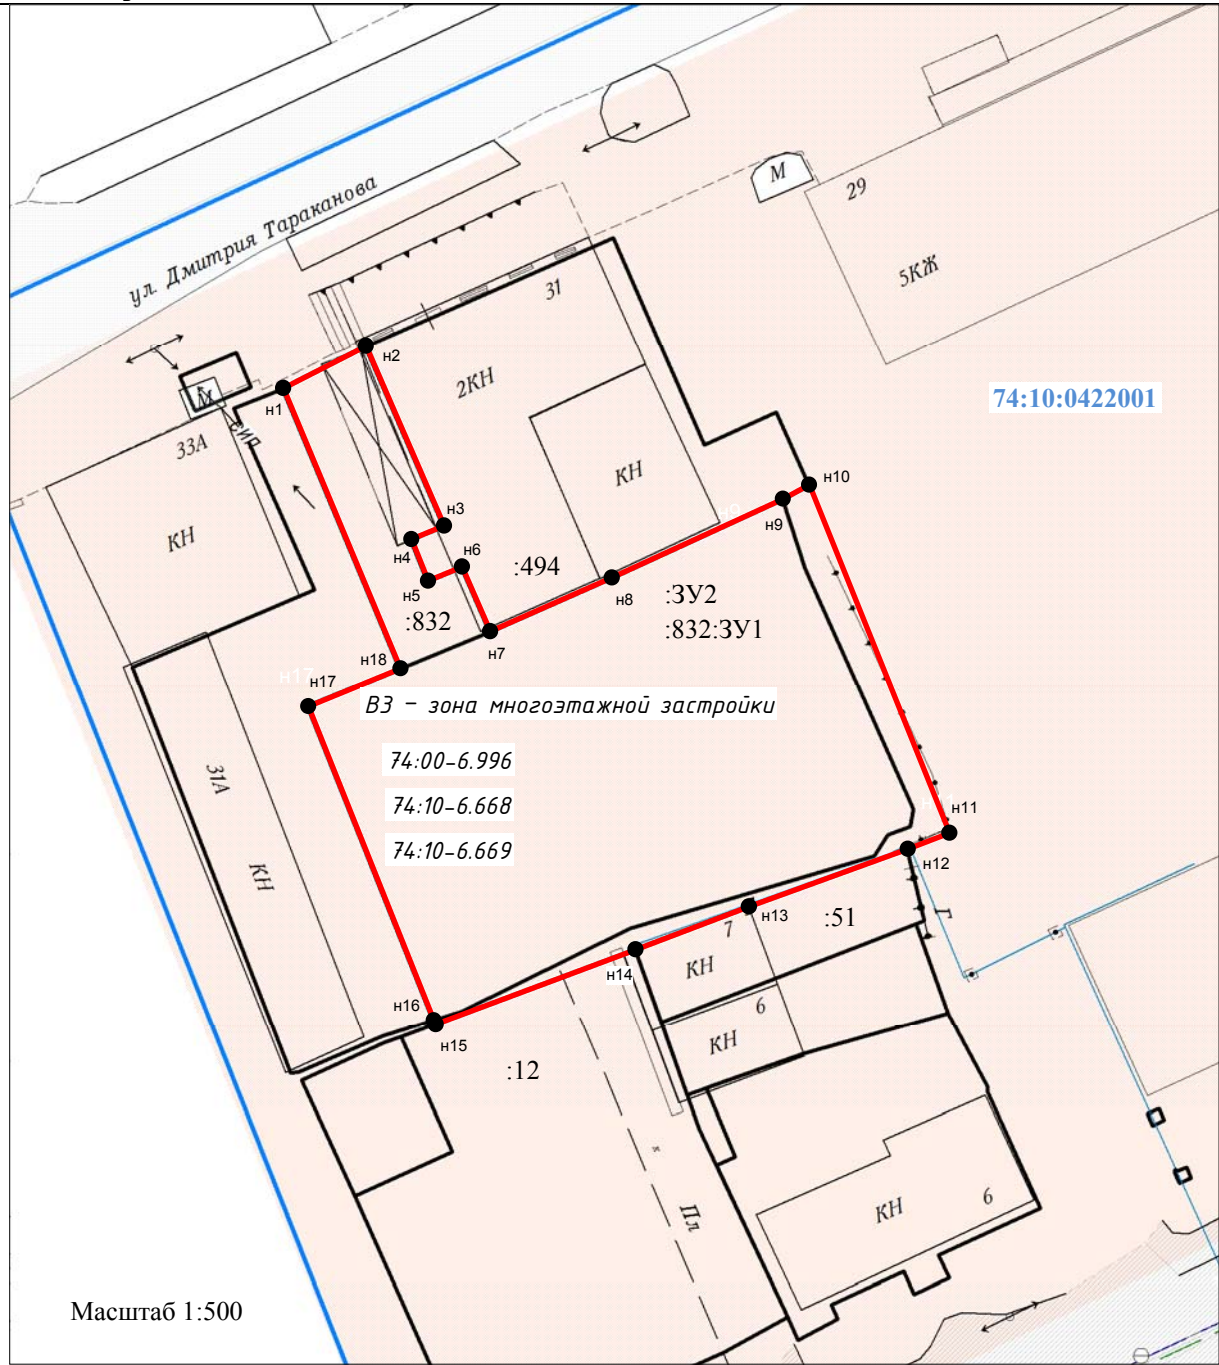 ул. Дмитрия Тараканова
М
29
5КЖ
31
н2
2КН
74:10:0422001
н1
М
СИП
33А
КН
КН
н10
н9
н3
н4
н6
:494
н5
н8
:ЗУ2
:832:ЗУ1
:832
н7
н18
н17
н17
В3 – зона многоэтажной застройки
74:00-6.996
74:10-6.668
74:10-6.669
31А
КН
н11
н12
н13
:51
Г
7
КН
н14
н16
н15
6
КН
:12
Пл
КН
6
Масштаб 1:500